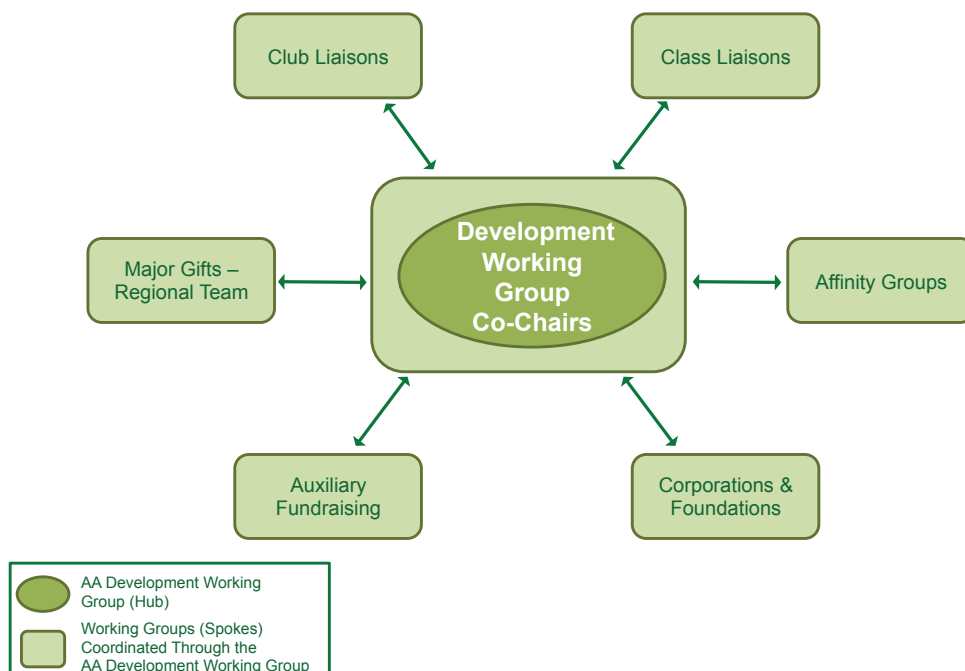 Club Liaisons
Class Liaisons
Development
Working
Group
Co-Chairs
Major Gifts –
Regional Team
Affinity Groups
Auxiliary
Fundraising
Corporations &
Foundations
AA Development Working
Group (Hub)
Working Groups (Spokes)
Coordinated Through the
AA Development Working Group